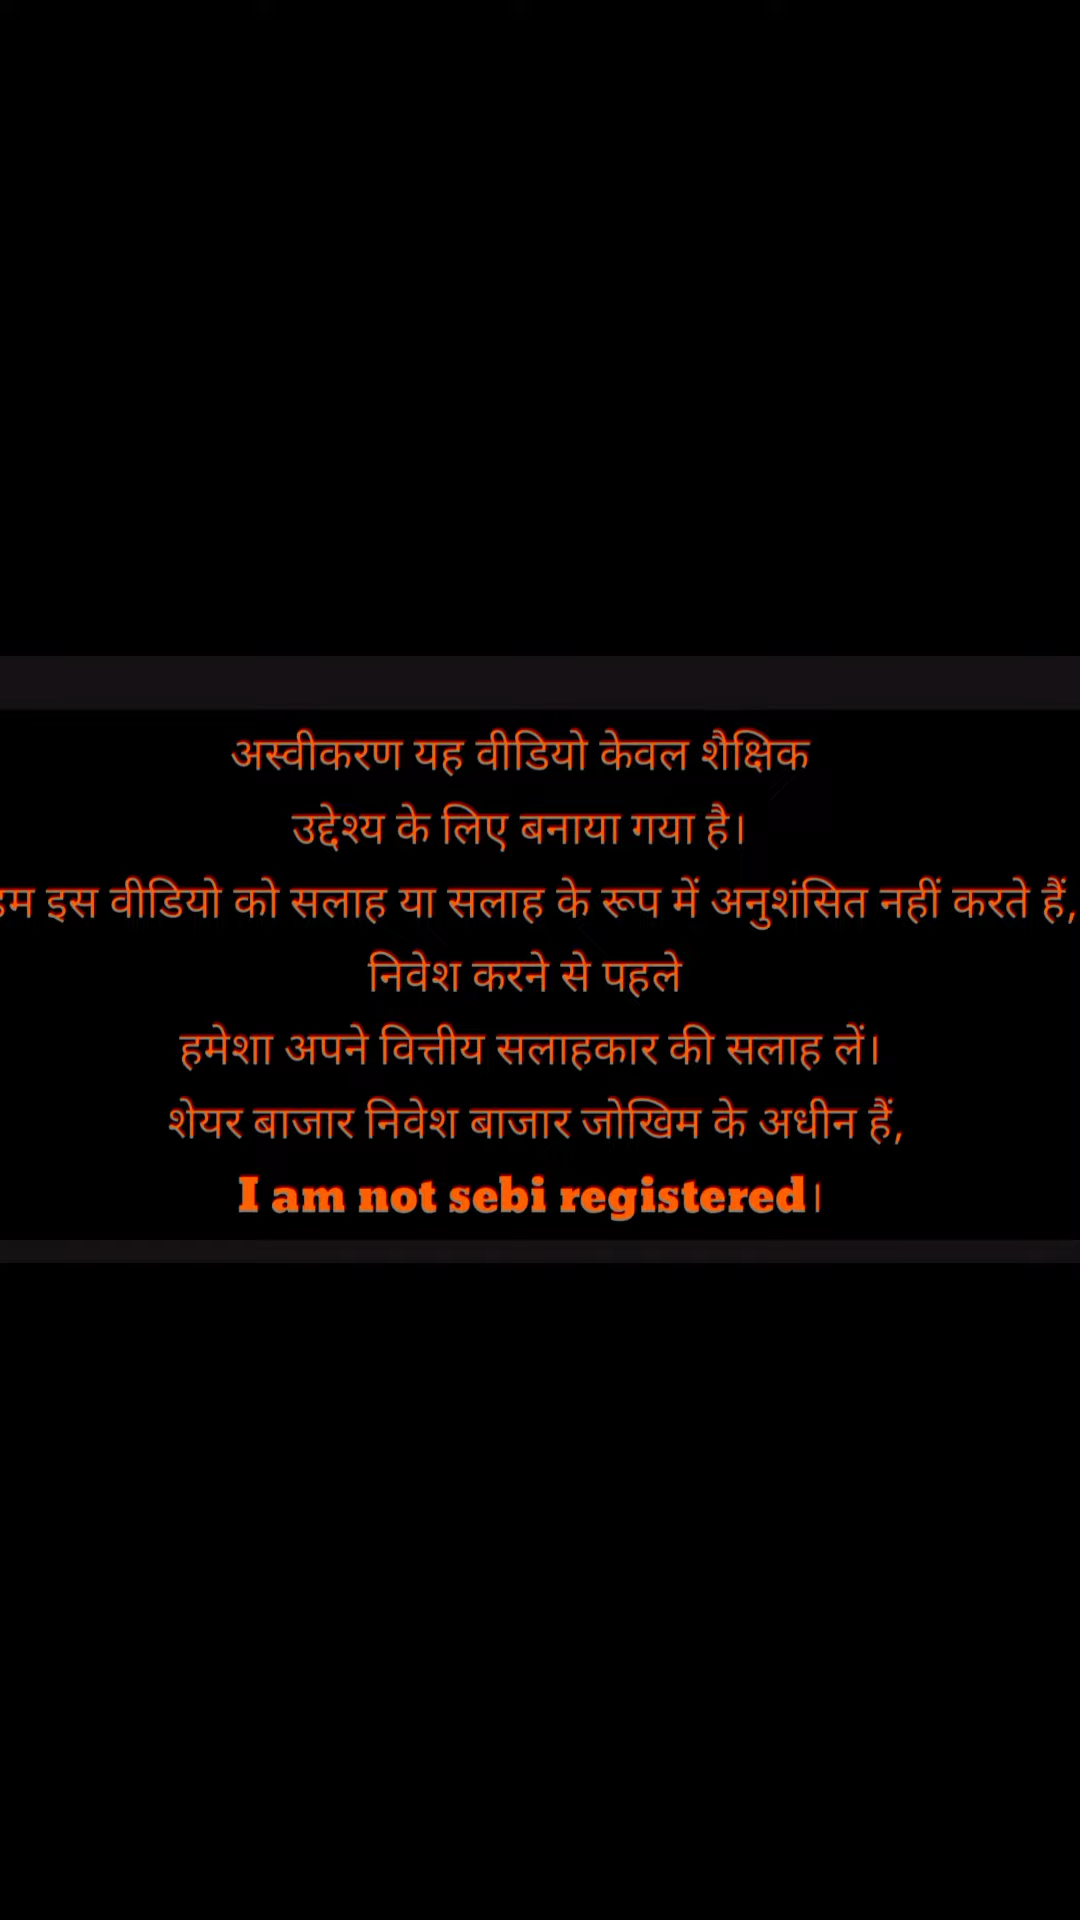 अस्वीकरण यह वीडियो केवल शैक्षिक
उद्देश्य के लिए बनाया गया है।
हम इस वीडियो को सलाह या सलाह के रूप में अनुशंसित नहीं करते हैं,
निवेश करने से पहले
हमेशा अपने वित्तीय सलाहकार की सलाह लें।
शेयर बाजार निवेश बाजार जोखिम के अधीन हैं,
I am not sebi registered।